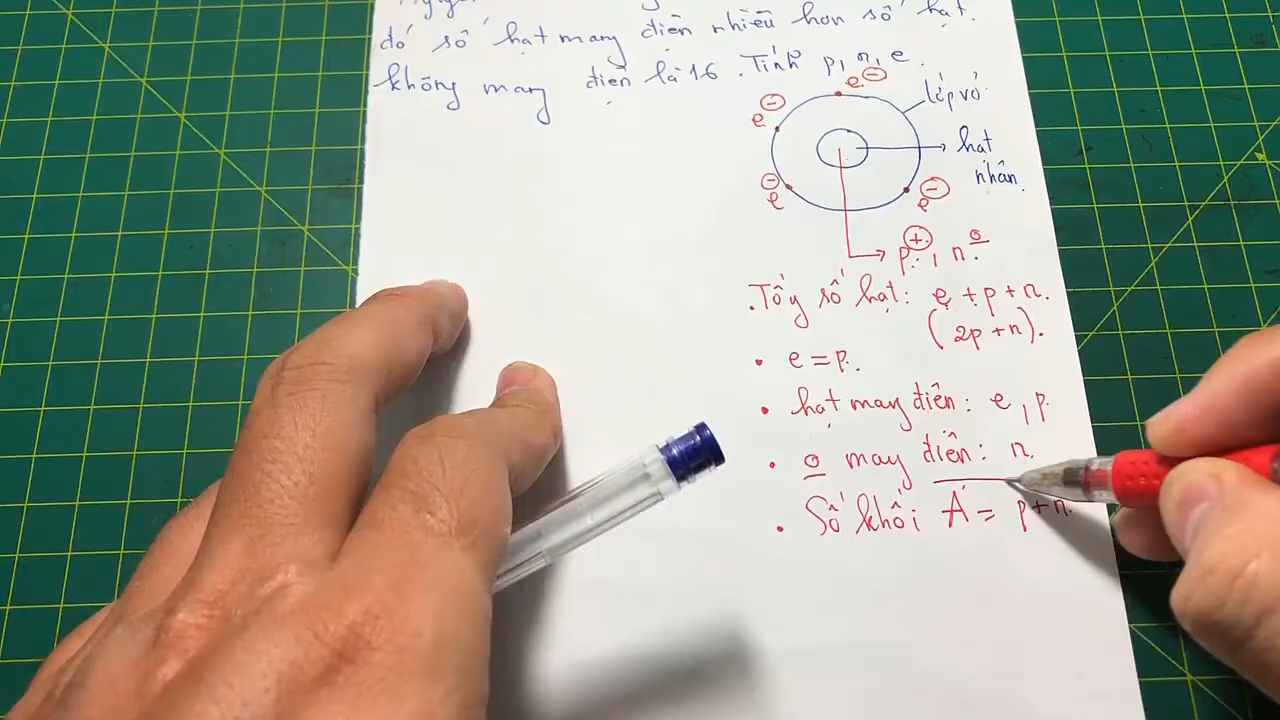 đó số hạt mang điện nhiều hơn số hạt
không mang điện là 16. Tính p, n, e.
e ⊖
e ⊖
lớp vỏ
hạt
nhân.
e ⊖
e ⊖
p ⊕, n o
. Tổng số hạt: e + p + n.
(2p + n).
• e = p.
• hạt mang điện: e, p.
• o mang điện: n.
• Số khối A = p + n.